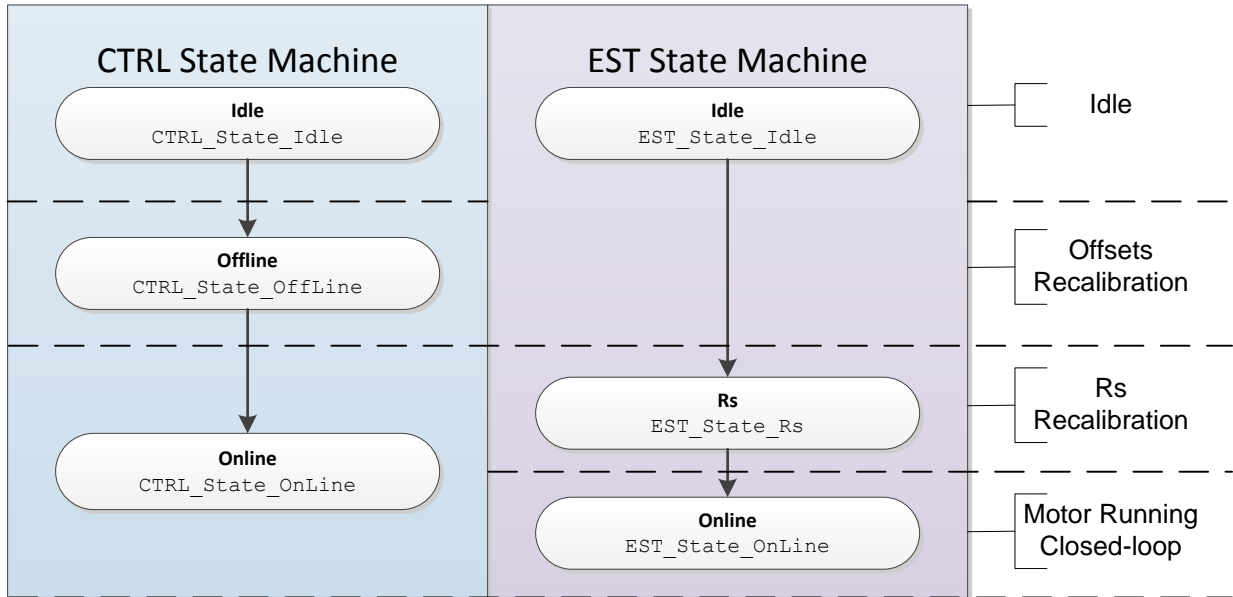 CTRL State Machine
Idle
CTRL_State_Idle
Offline
CTRL_State_OffLine
Online
CTRL_State_OnLine
EST State Machine
Idle
EST_State_Idle
Rs
EST_State_Rs
Online
EST_State_OnLine
Idle
Offsets
Recalibration
Rs
Recalibration
Motor Running
Closed-loop